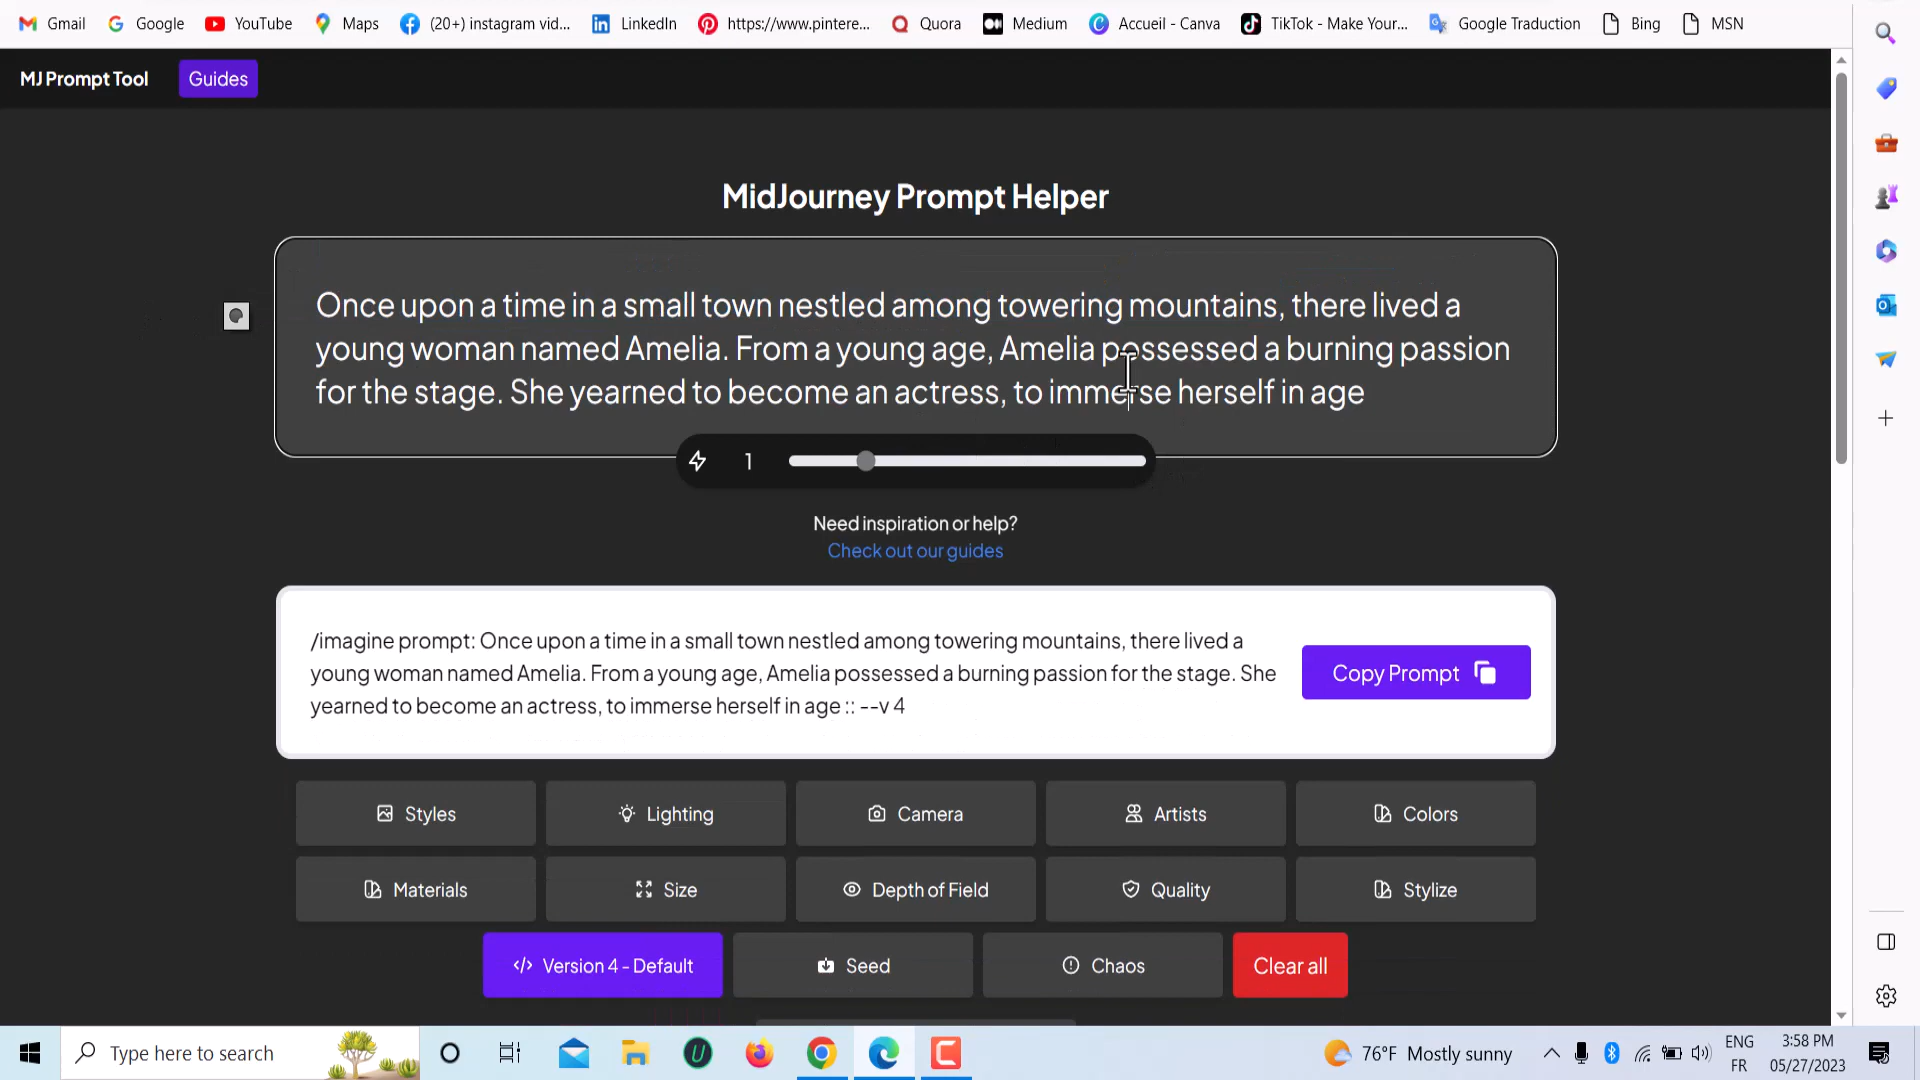 Gmail Google YouTube Maps (20+) instagram vid... LinkedIn https://www.pintere... Quora Medium Accueil - Canva TikTok - Make Your... Google Traduction Bing MSN
MJ Prompt Tool Guides
MidJourney Prompt Helper
Once upon a time in a small town nestled among towering mountains, there lived a
young woman named Amelia. From a young age, Amelia possessed a burning passion
for the stage. She yearned to become an actress, to immerse herself in age
1
Need inspiration or help?
Check out our guides
/imagine prompt: Once upon a time in a small town nestled among towering mountains, there lived a
young woman named Amelia. From a young age, Amelia possessed a burning passion for the stage. She
yearned to become an actress, to immerse herself in age :: --v 4
Copy Prompt
Styles Lighting Camera Artists Colors
Materials Size Depth of Field Quality Stylize
Version 4 - Default Seed Chaos Clear all
Type here to search
76°F Mostly sunny
ENG
FR
3:58 PM
05/27/2023